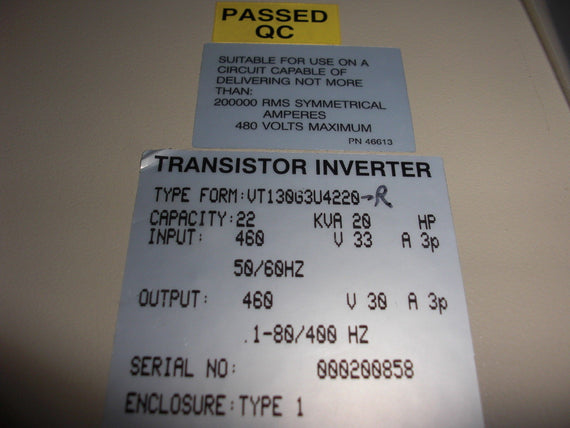 PASSED
QC
SUITABLE FOR USE ON A
CIRCUIT CAPABLE OF
DELIVERING NOT MORE
THAN:
200000 RMS SYMMETRICAL
AMPERES
480 VOLTS MAXIMUM
PN 46613
TRANSISTOR INVERTER
TYPE FORM:VT130G3U4220-R
CAPACITY:22 KVA 20 HP
INPUT: 460 V 33 A 3p
50/60HZ
OUTPUT: 460 V 30 A 3p
.1-80/400 HZ
SERIAL NO: 000200858
ENCLOSURE:TYPE 1